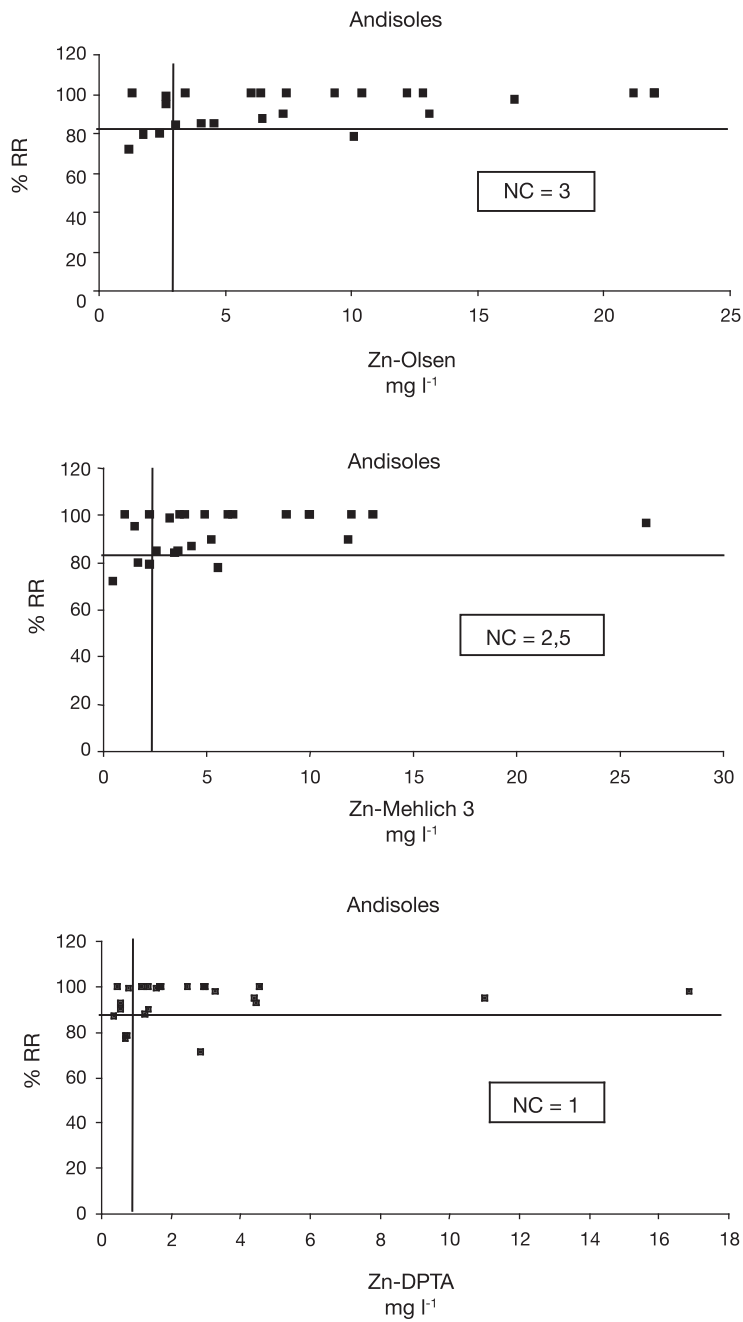 Andisoles
120
100
80
60
40
20
0
% RR
NC = 3
0 5 10 15 20 25
Zn-Olsen
mg l-1
Andisoles
120
100
80
60
40
20
0
% RR
NC = 2,5
0 5 10 15 20 25 30
Zn-Mehlich 3
mg l-1
Andisoles
120
100
80
60
40
20
0
% RR
NC = 1
0 2 4 6 8 10 12 14 16 18
Zn-DPTA
mg l-1